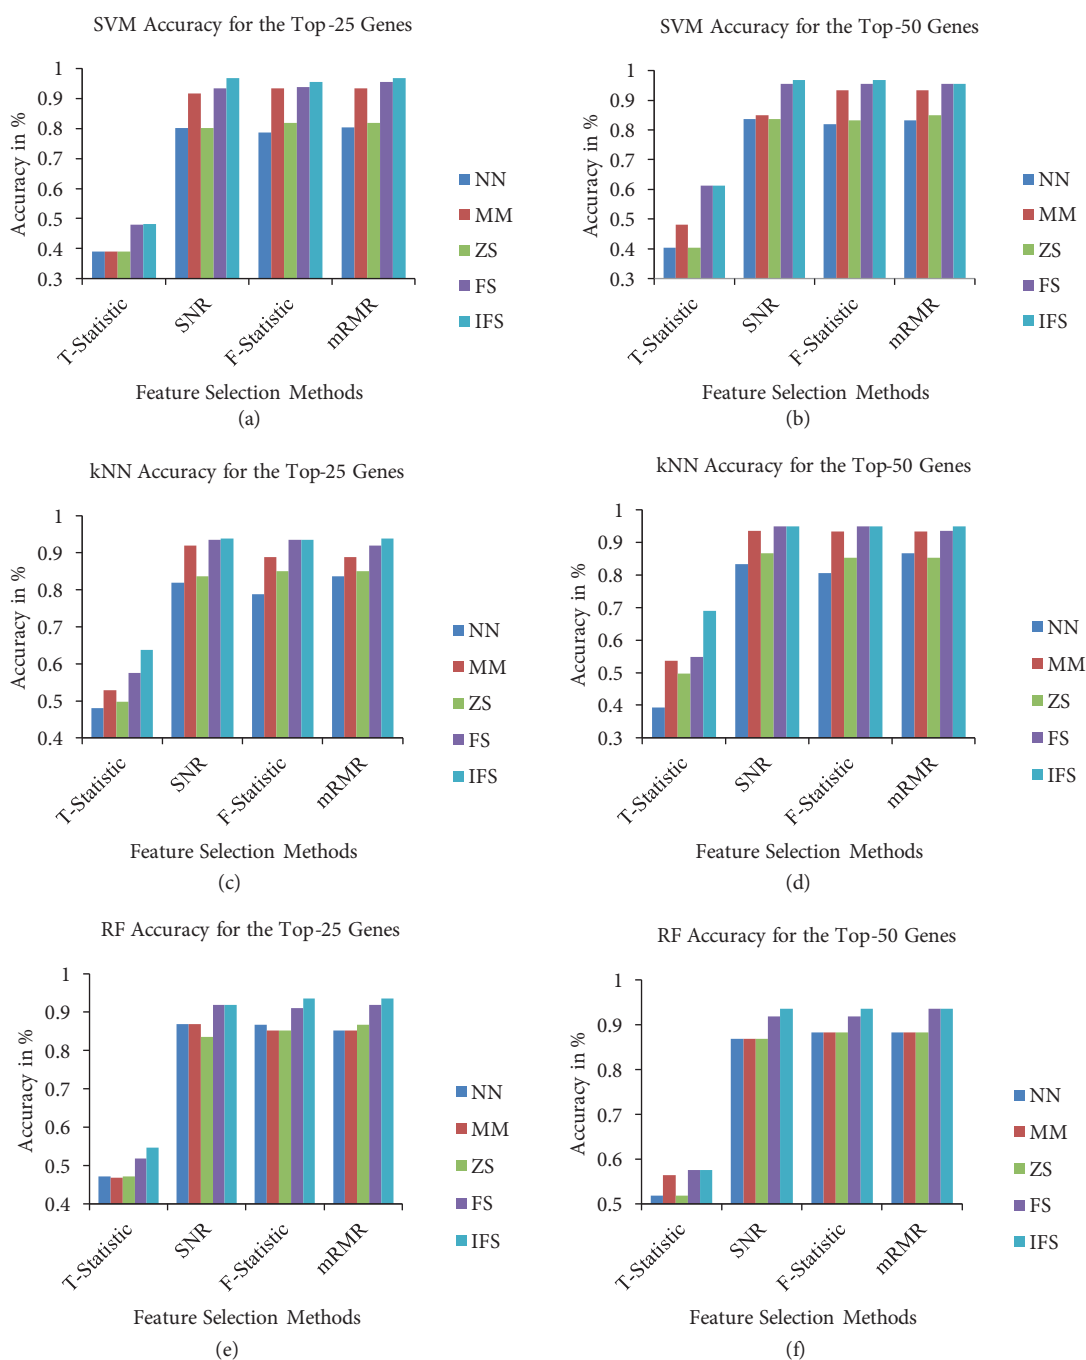 SVM Accuracy for the Top-25 Genes
Accuracy in %
1
0.9
0.8
0.7
0.6
0.5
0.4
0.3
T-Statistic
SNR
F-Statistic
mRMR
Feature Selection Methods
NN
MM
ZS
FS
IFS
(a)
SVM Accuracy for the Top-50 Genes
Accuracy in %
1
0.9
0.8
0.7
0.6
0.5
0.4
0.3
T-Statistic
SNR
F-Statistic
mRMR
Feature Selection Methods
NN
MM
ZS
FS
IFS
(b)
kNN Accuracy for the Top-25 Genes
Accuracy in %
1
0.9
0.8
0.7
0.6
0.5
0.4
T-Statistic
SNR
F-Statistic
mRMR
Feature Selection Methods
NN
MM
ZS
FS
IFS
(c)
kNN Accuracy for the Top-50 Genes
Accuracy in %
1
0.9
0.8
0.7
0.6
0.5
0.4
0.3
T-Statistic
SNR
F-Statistic
mRMR
Feature Selection Methods
NN
MM
ZS
FS
IFS
(d)
RF Accuracy for the Top-25 Genes
Accuracy in %
1
0.9
0.8
0.7
0.6
0.5
0.4
T-Statistic
SNR
F-Statistic
mRMR
Feature Selection Methods
NN
MM
ZS
FS
IFS
(e)
RF Accuracy for the Top-50 Genes
Accuracy in %
1
0.9
0.8
0.7
0.6
0.5
T-Statistic
SNR
F-Statistic
mRMR
Feature Selection Methods
NN
MM
ZS
FS
IFS
(f)